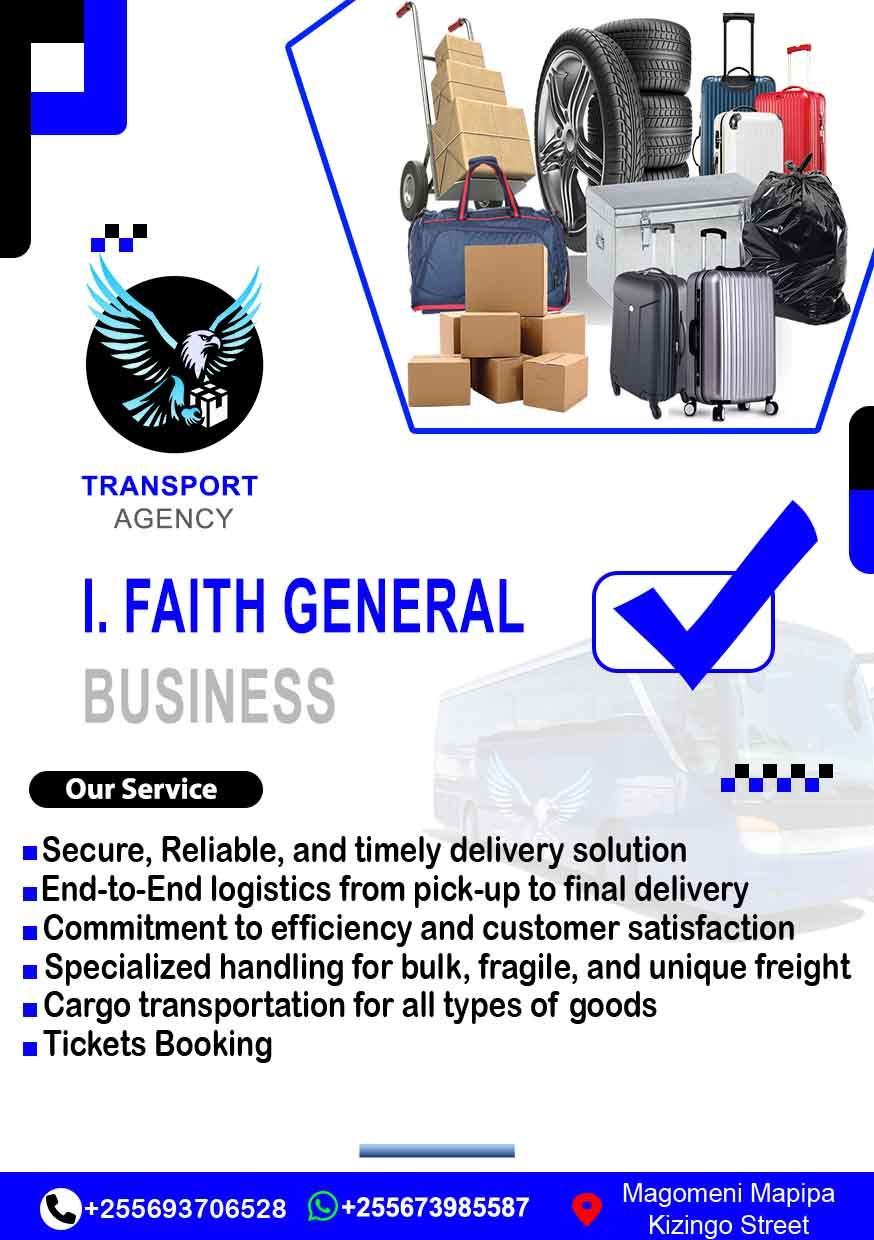 TRANSPORT
AGENCY
I. FAITH GENERAL
BUSINESS
Our Service
Secure, Reliable, and timely delivery solution
End-to-End logistics from pick-up to final delivery
Commitment to efficiency and customer satisfaction
Specialized handling for bulk, fragile, and unique freight
Cargo transportation for all types of goods
Tickets Booking
+255693706528
+255673985587
Magomeni Mapipa
Kizingo Street